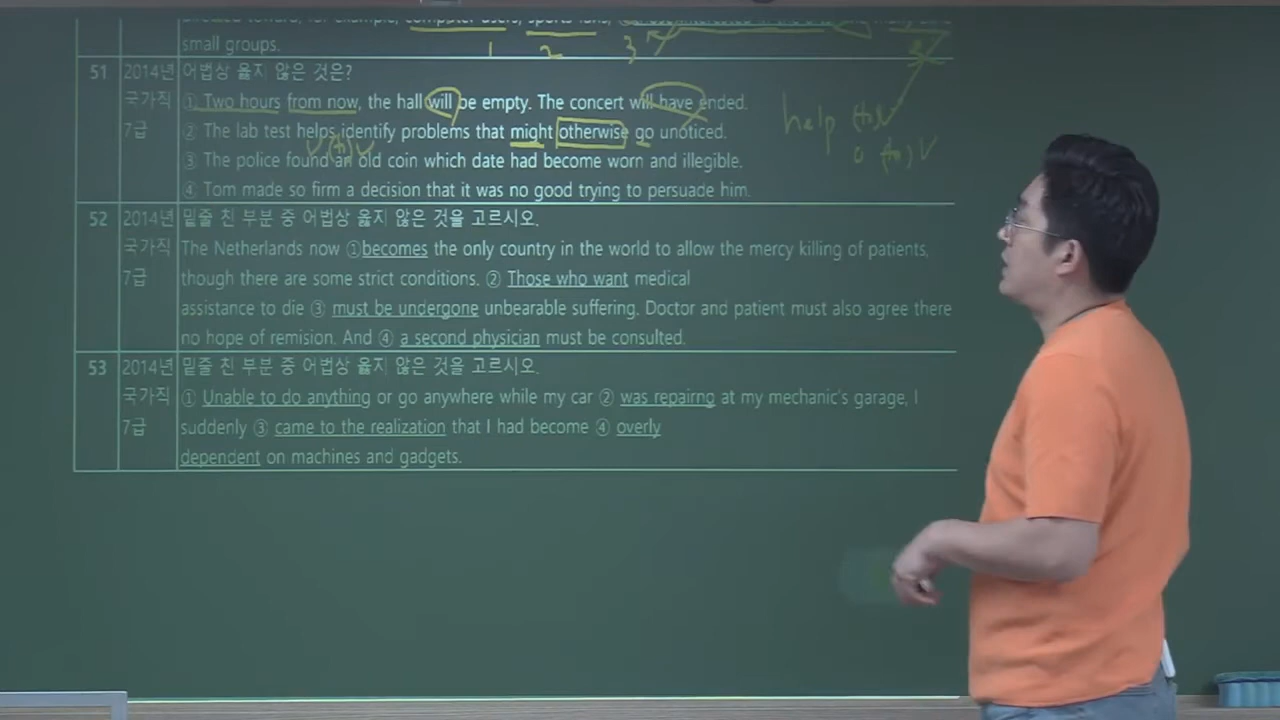 small groups.
1 2 3
51 2014년 어법상 옳지 않은 것은?
국가직 ① Two hours from now, the hall will be empty. The concert will have ended.
7급 ② The lab test helps identify problems that might otherwise go unoticed.
help (to)V
V (to) V
o (to) V
③ The police found an old coin which date had become worn and illegible.
④ Tom made so firm a decision that it was no good trying to persuade him.
52 2014년 밑줄 친 부분 중 어법상 옳지 않은 것을 고르시오.
국가직 The Netherlands now ①becomes the only country in the world to allow the mercy killing of patients,
7급 though there are some strict conditions. ② Those who want medical
assistance to die ③ must be undergone unbearable suffering. Doctor and patient must also agree there
no hope of remision. And ④ a second physician must be consulted.
53 2014년 밑줄 친 부분 중 어법상 옳지 않은 것을 고르시오.
국가직 ① Unable to do anything or go anywhere while my car ② was repairng at my mechanic's garage, I
7급 suddenly ③ came to the realization that I had become ④ overly
dependent on machines and gadgets.